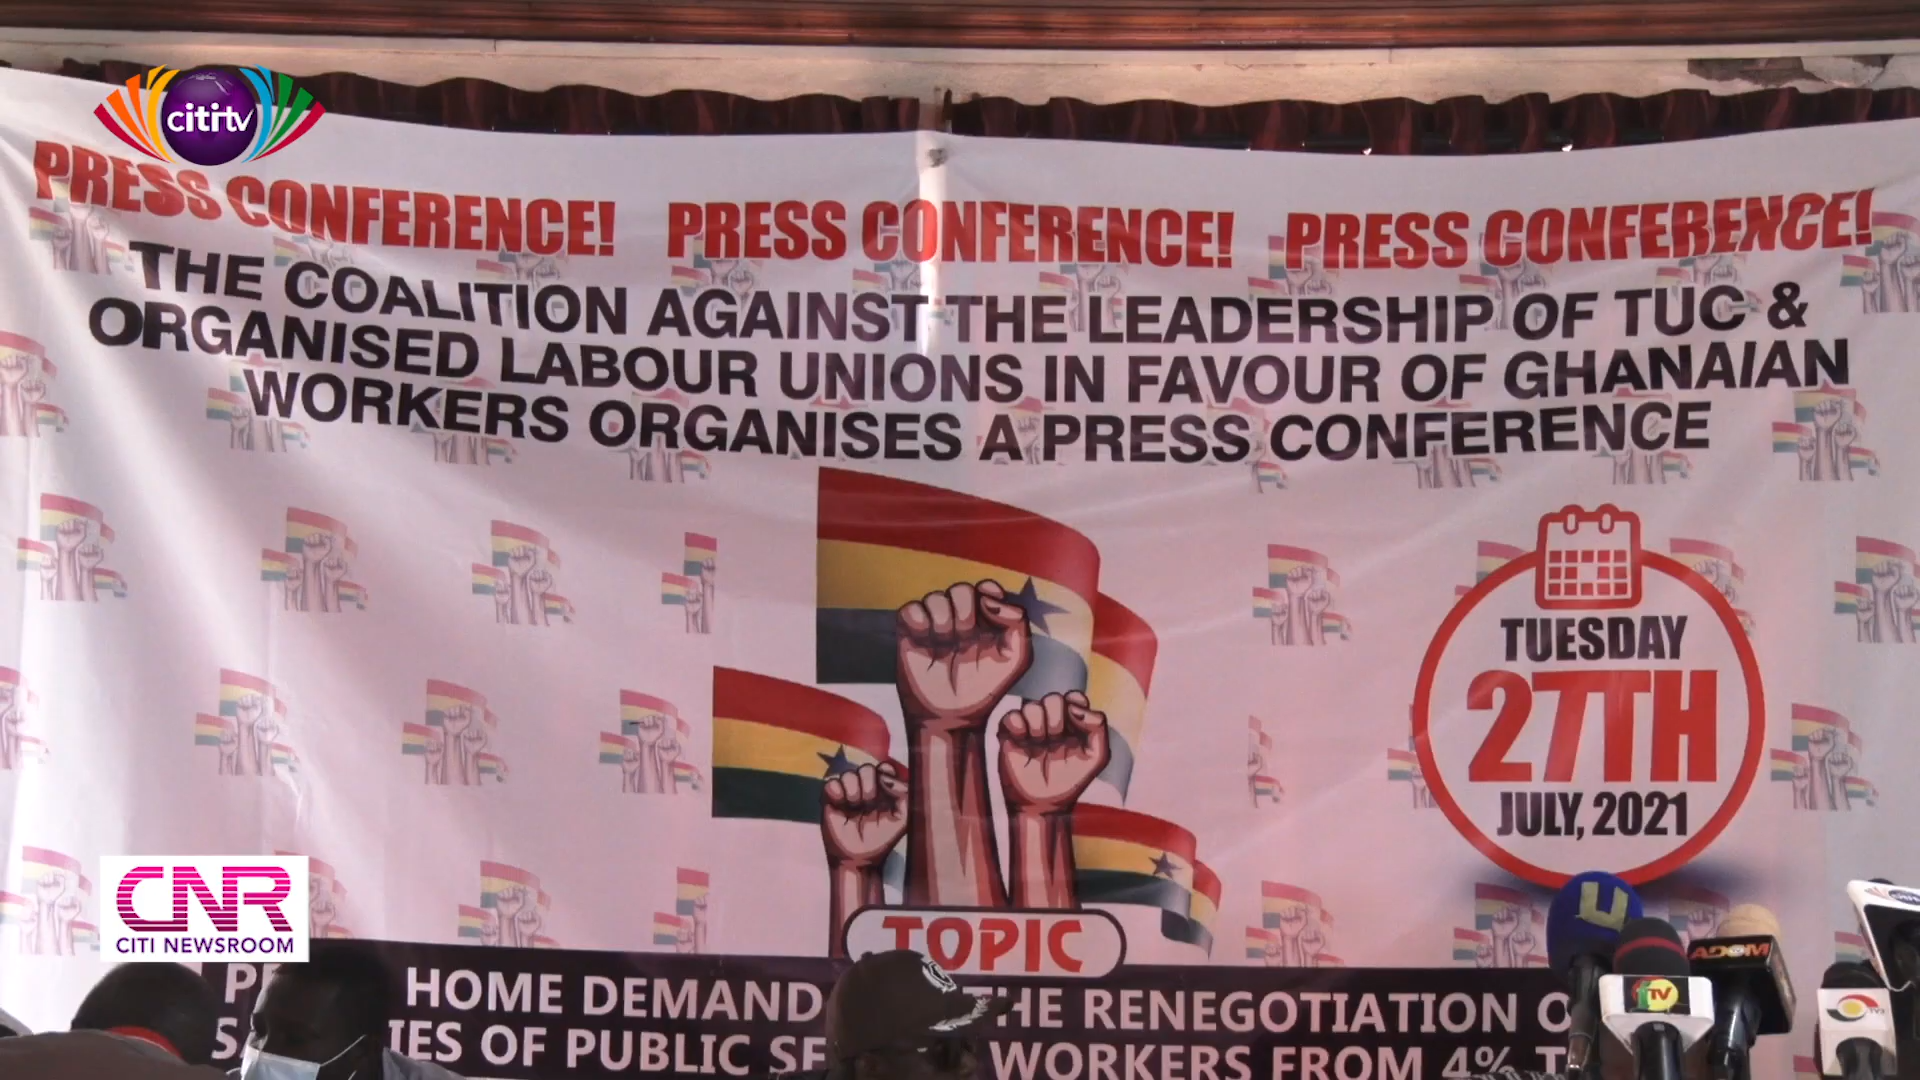 citi tv
PRESS CONFERENCE! PRESS CONFERENCE! PRESS CONFERENCE!
THE COALITION AGAINST THE LEADERSHIP OF TUC &
ORGANISED LABOUR UNIONS IN FAVOUR OF GHANAIAN
WORKERS ORGANISES A PRESS CONFERENCE
TUESDAY
27TH
JULY, 2021
CNR
CITI NEWSROOM
TOPIC
HOME DEMAND THE RENEGOTIATION
OF PUBLIC WORKERS FROM 4%
U
fTV
ADOM
TV3